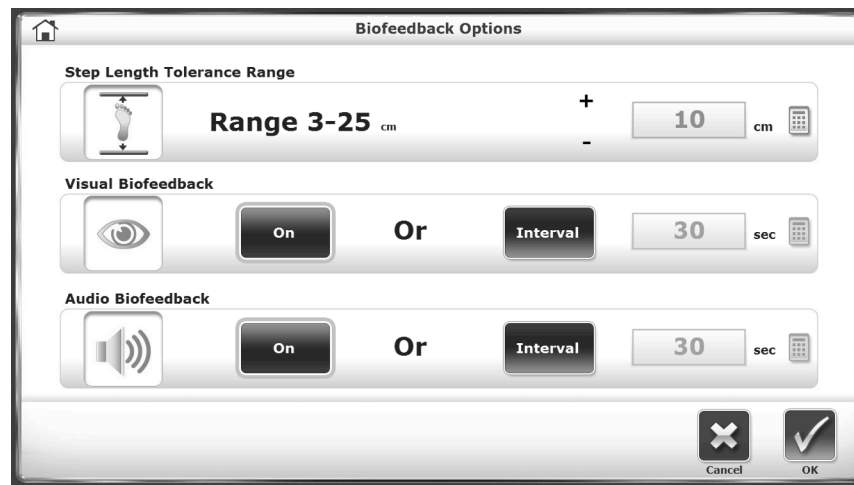 Biofeedback Options
Step Length Tolerance Range
Range 3-25 cm + - 10 cm
Visual Biofeedback
On Or Interval 30 sec
Audio Biofeedback
On Or Interval 30 sec
Cancel OK